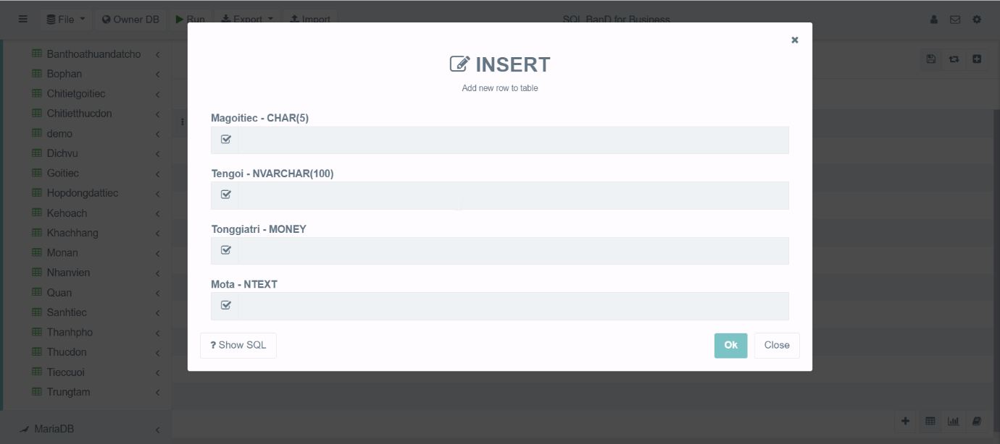 File
Owner DB
Run
Export
Import
SQL BanD for Business
Banthoathuandatcho
Bophan
Chitietgoitiec
Chitietthucdon
demo
Dichvu
Goitiec
Hopdongdattiec
Kehoach
Khachhang
Monan
Nhanvien
Quan
Sanhtiec
Thanhpho
Thucdon
Tieccuoi
Trungtam
MariaDB
INSERT
Add new row to table
Magoitiec - CHAR(5)
Tengoi - NVARCHAR(100)
Tonggiatri - MONEY
Mota - NTEXT
? Show SQL
Ok
Close